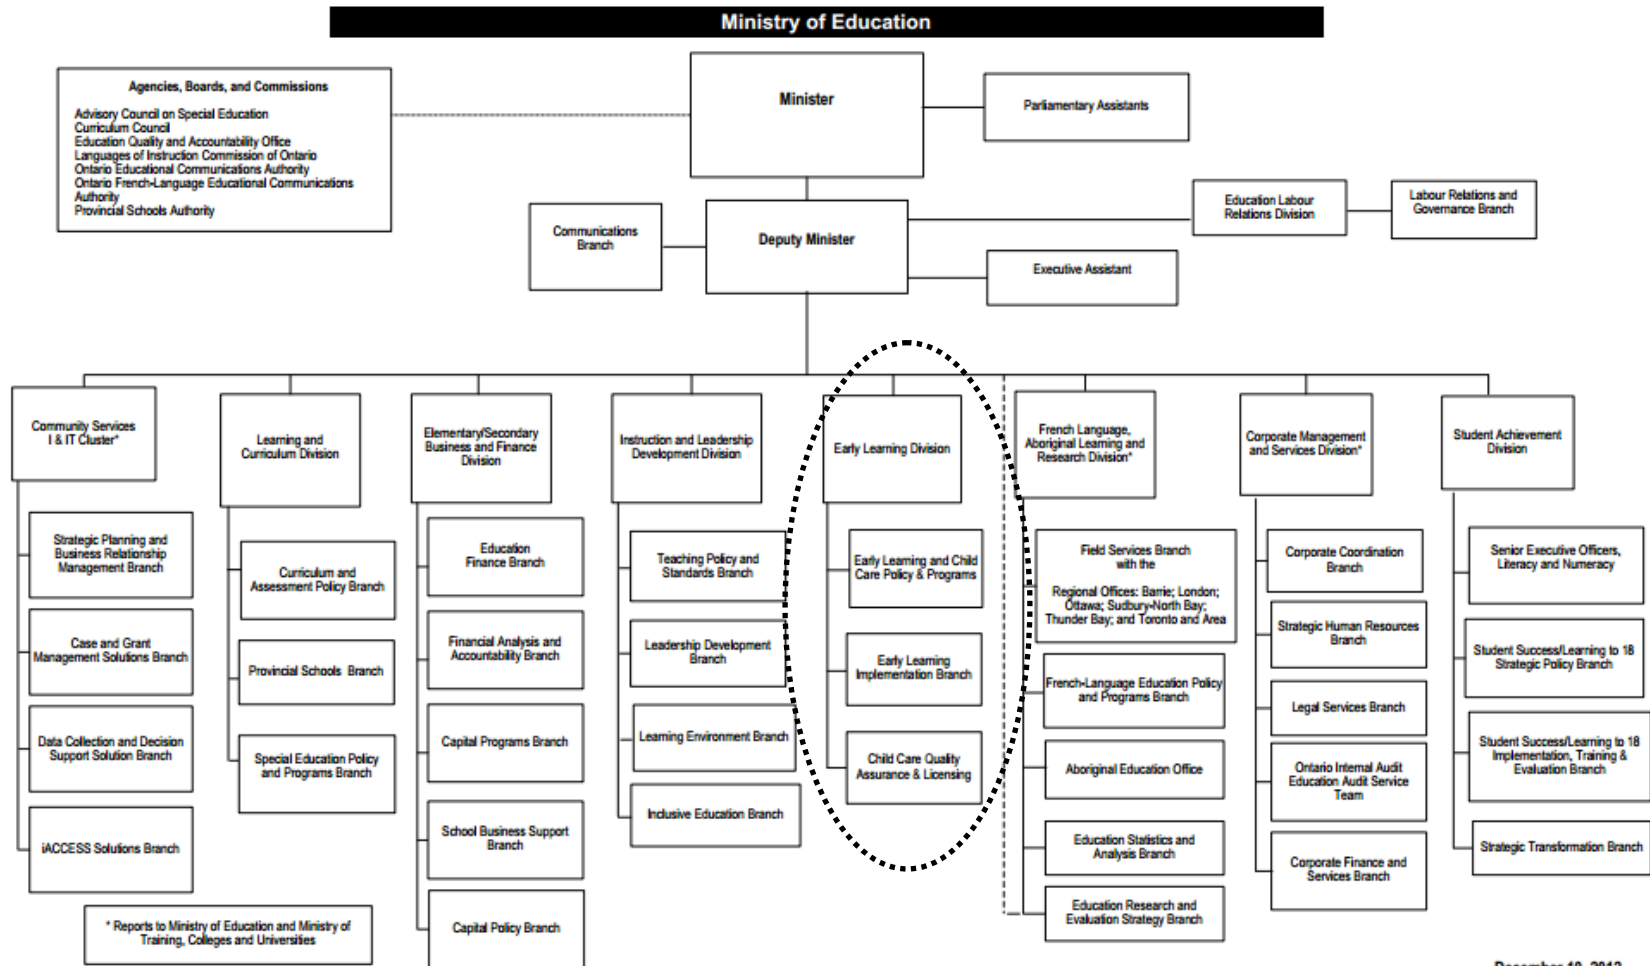 Ministry of Education
Agencies, Boards, and Commissions
Advisory Council on Special Education
Curriculum Council
Education Quality and Accountability Office
Languages of Instruction Commission of Ontario
Ontario Educational Communications Authority
Ontario French-Language Educational Communications
Authority
Provincial Schools Authority
Minister
Parliamentary Assistants
Communications
Branch
Deputy Minister
Education Labour
Relations Division
Labour Relations and
Governance Branch
Executive Assistant
Community Services
I & IT Cluster*
Strategic Planning and
Business Relationship
Management Branch
Case and Grant
Management Solutions Branch
Data Collection and Decision
Support Solution Branch
iACCESS Solutions Branch
Learning and
Curriculum Division
Curriculum and
Assessment Policy Branch
Provincial Schools Branch
Special Education Policy
and Programs Branch
Elementary/Secondary
Business and Finance
Division
Education
Finance Branch
Financial Analysis and
Accountability Branch
Capital Programs Branch
School Business Support
Branch
Capital Policy Branch
Instruction and Leadership
Development Division
Teaching Policy and
Standards Branch
Leadership Development
Branch
Learning Environment Branch
Inclusive Education Branch
Early Learning Division
Early Learning and Child
Care Policy & Programs
Early Learning
Implementation Branch
Child Care Quality
Assurance & Licensing
French Language,
Aboriginal Learning and
Research Division*
Field Services Branch
with the
Regional Offices: Barrie; London;
Ottawa; Sudbury-North Bay;
Thunder Bay; and Toronto and Area
French-Language Education Policy
and Programs Branch
Aboriginal Education Office
Education Statistics and
Analysis Branch
Education Research and
Evaluation Strategy Branch
Corporate Management
and Services Division*
Corporate Coordination
Branch
Strategic Human Resources
Branch
Legal Services Branch
Ontario Internal Audit
Education Audit Service
Team
Corporate Finance and
Services Branch
Student Achievement
Division
Senior Executive Officers,
Literacy and Numeracy
Student Success/Learning to 18
Strategic Policy Branch
Student Success/Learning to 18
Implementation, Training &
Evaluation Branch
Strategic Transformation Branch
* Reports to Ministry of Education and Ministry of
Training, Colleges and Universities